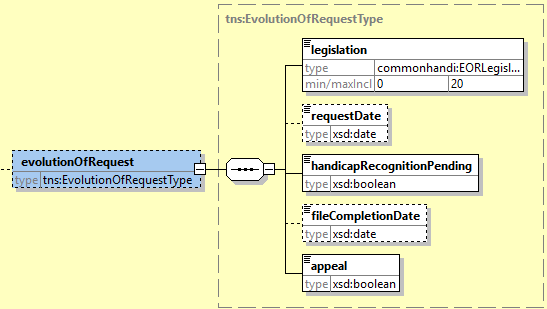 tns:EvolutionOfRequestType
legislation
type commonhandi:EORLegisl...
min/maxIncl 0 20
requestDate
type xsd:date
evolutionOfRequest
type tns:EvolutionOfRequestType
handicapRecognitionPending
type xsd:boolean
fileCompletionDate
type xsd:date
appeal
type xsd:boolean